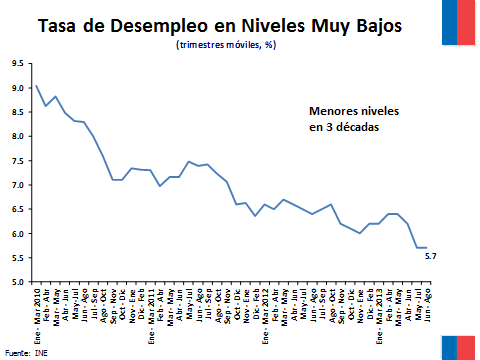 Tasa de Desempleo en Niveles Muy Bajos
(trimestres móviles, %)
9.5
9.0
8.5
8.0
7.5
7.0
6.5
6.0
5.5
5.0
Menores niveles
en 3 décadas
5.7
Ene - Mar 2010
Feb - Abr
Mar - May
Abr - Jun
May - Jul
Jun - Ago
Jul - Sep
Ago - Oct
Sep - Nov
Oct - Dic
Nov - Ene
Dic - Feb
Ene - Mar 2011
Feb - Abr
Mar - May
Abr - Jun
May - Jul
Jun - Ago
Jul - Sep
Ago - Oct
Sep - Nov
Oct - Dic
Nov - Ene
Dic - Feb
Ene - Mar 2012
Feb - Abr
Mar - May
Abr - Jun
May - Jul
Jun - Ago
Jul - Sep
Ago - Oct
Sep - Nov
Oct - Dic
Nov - Ene
Dic - Feb
Ene - Mar 2013
Feb - Abr
Mar - May
Abr - Jun
May - Jul
Jun - Ago
Fuente: INE